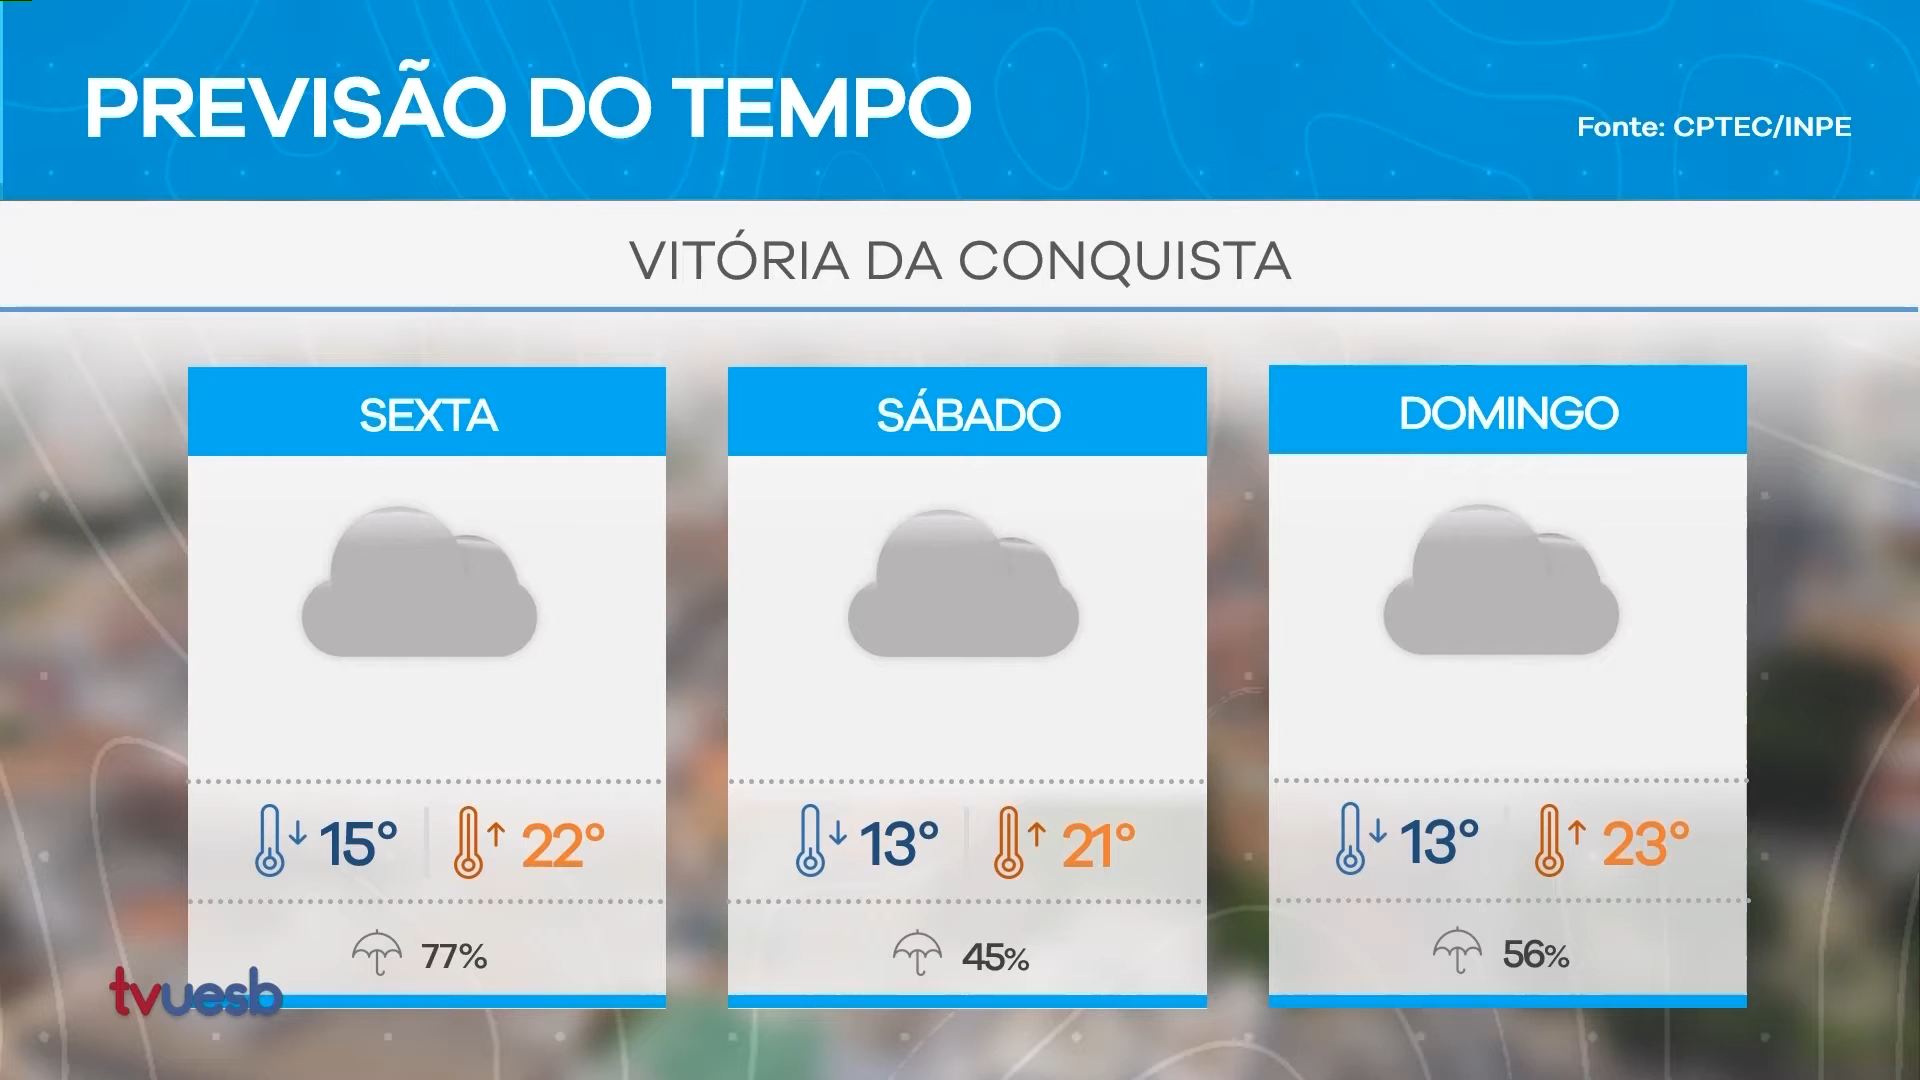 PREVISÃO DO TEMPO
Fonte: CPTEC/INPE
VITÓRIA DA CONQUISTA
SEXTA
15° 22°
77%
SÁBADO
13° 21°
45%
DOMINGO
13° 23°
56%
tvuesb